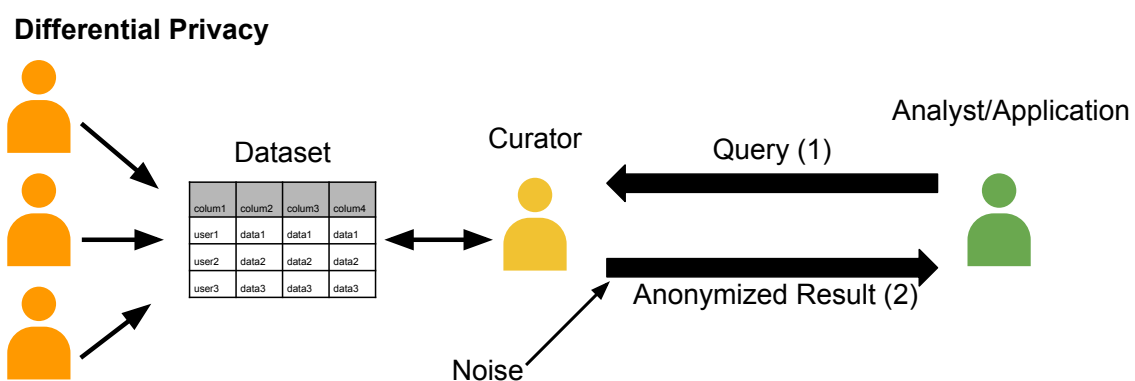 Differential Privacy
Analyst/Application
Curator
Query (1)
Dataset
colum1 colum2 colum3 colum4
user1 data1 data1 data1
user2 data2 data2 data2
user3 data3 data3 data3
Anonymized Result (2)
Noise